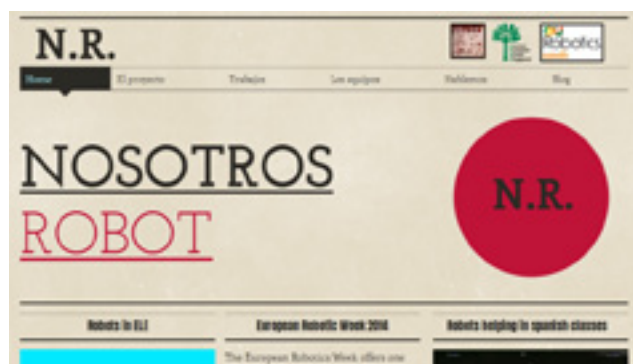 N.R.
Robotics
Home El proyecto Trabajos Los equipos Hablemos Blog
NOSOTROS
ROBOT
N.R.
Robots in ELE
European Robotic Week 2014
Robots helping in spanish classes
The European Robotics Week offers one